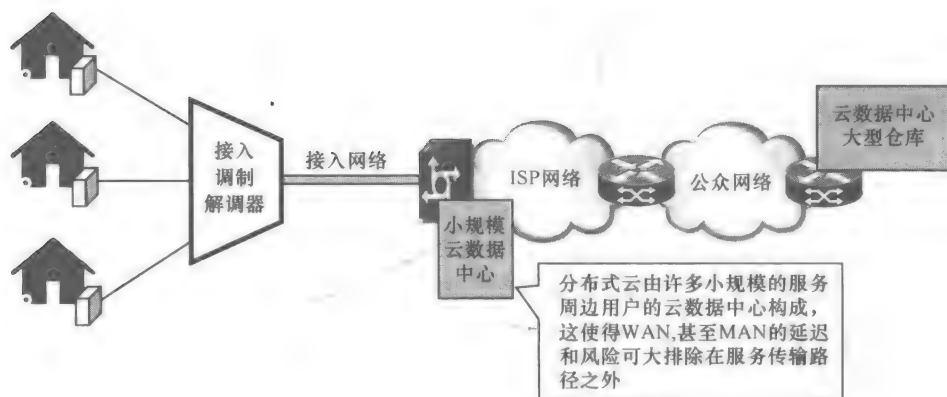 接入
调制
解调器
接入网络
小规模
云数据
中心
ISP网络
公众网络
云数据中心
大型仓库
分布式云由许多小规模的服务
周边用户的云数据中心构成，
这使得WAN,甚至MAN的延迟
和风险可大排除在服务传输路
径之外